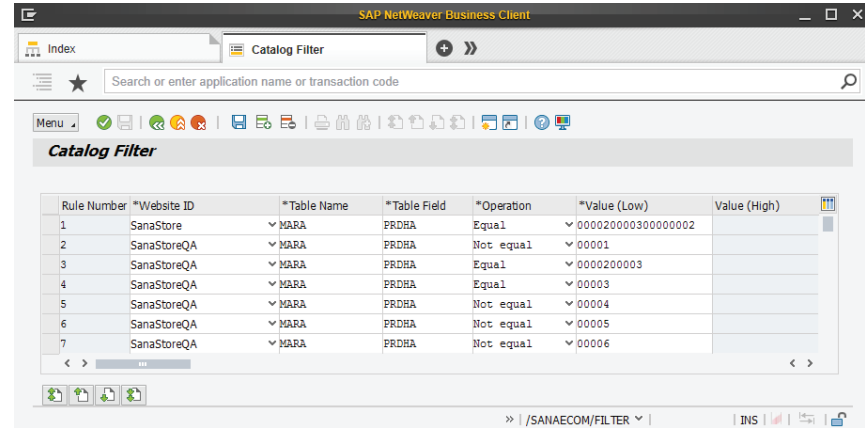 SAP NetWeaver Business Client
Index
Catalog Filter
Search or enter application name or transaction code
Menu
Catalog Filter
Rule Number *Website ID *Table Name *Table Field *Operation *Value (Low) Value (High)
1 SanaStore MARA PRDHA Equal 000020000300000002
2 SanaStoreQA MARA PRDHA Not equal 00001
3 SanaStoreQA MARA PRDHA Equal 0000200003
4 SanaStoreQA MARA PRDHA Equal 00003
5 SanaStoreQA MARA PRDHA Not equal 00004
6 SanaStoreQA MARA PRDHA Not equal 00005
7 SanaStoreQA MARA PRDHA Not equal 00006
» | /SANAECOM/FILTER | INS